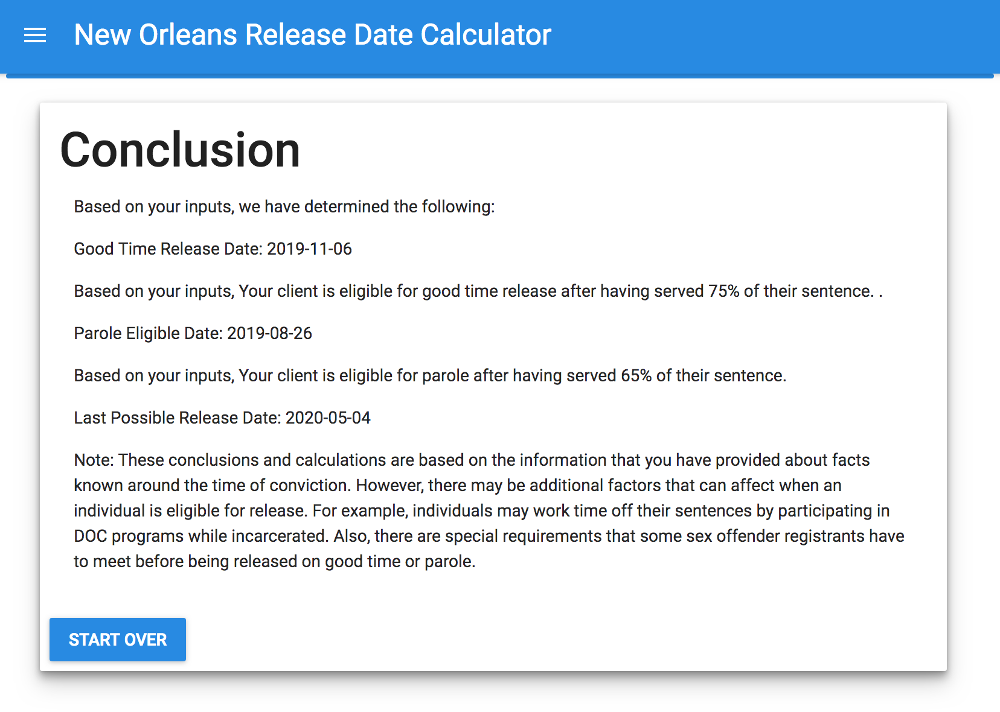 New Orleans Release Date Calculator
Conclusion
Based on your inputs, we have determined the following:
Good Time Release Date: 2019-11-06
Based on your inputs, Your client is eligible for good time release after having served 75% of their sentence. .
Parole Eligible Date: 2019-08-26
Based on your inputs, Your client is eligible for parole after having served 65% of their sentence.
Last Possible Release Date: 2020-05-04
Note: These conclusions and calculations are based on the information that you have provided about facts
known around the time of conviction. However, there may be additional factors that can affect when an
individual is eligible for release. For example, individuals may work time off their sentences by participating in
DOC programs while incarcerated. Also, there are special requirements that some sex offender registrants have
to meet before being released on good time or parole.
START OVER